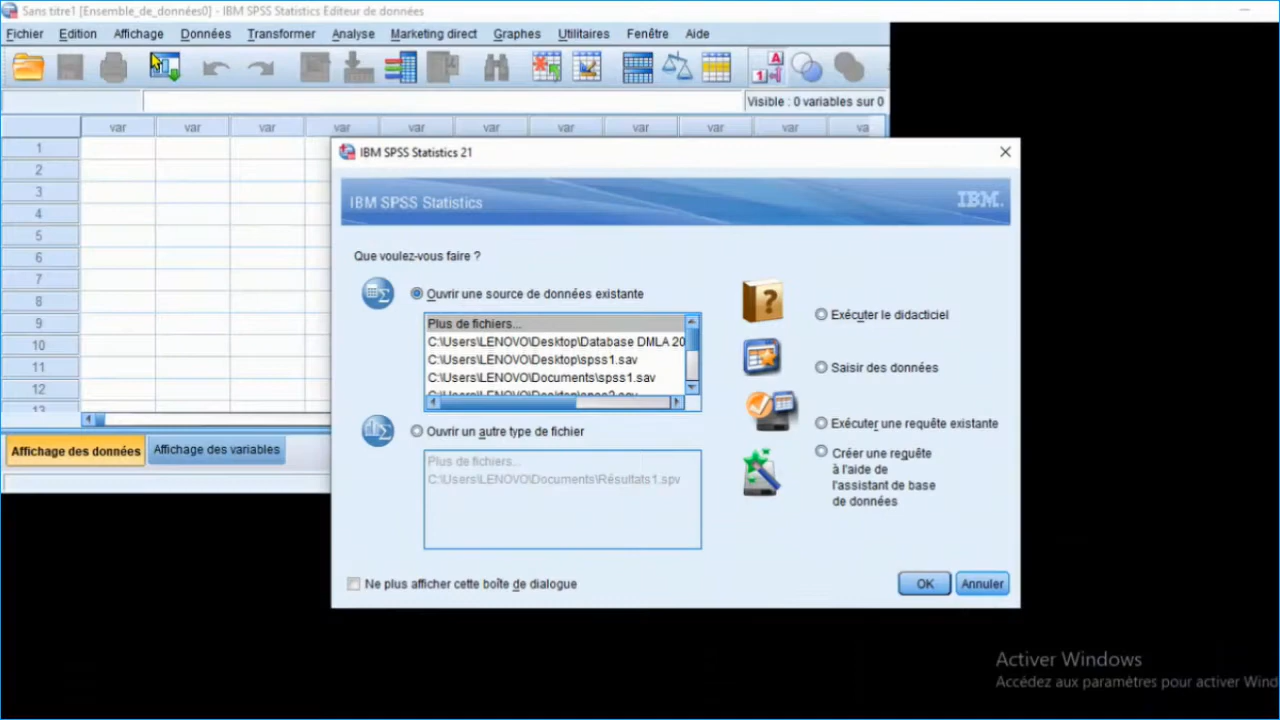 Sans titre1 [Ensemble_de_données0] - IBM SPSS Statistics Editeur de données
Fichier Edition Affichage Données Transformer Analyse Marketing direct Graphes Utilitaires Fenêtre Aide
Visible : 0 variables sur 0
var var var var var var var var var var va
1
2
3
4
5
6
7
8
9
10
11
12
13
Affichage des données Affichage des variables
IBM SPSS Statistics 21
IBM SPSS Statistics IBM.
Que voulez-vous faire ?
Ouvrir une source de données existante
Plus de fichiers...
C:\Users\LENOVO\Desktop\Database DMLA 20
C:\Users\LENOVO\Desktop\spss1.sav
C:\Users\LENOVO\Documents\spss1.sav
C:\Users\LENOVO\Desktop\spss2.sav
Ouvrir un autre type de fichier
Plus de fichiers...
C:\Users\LENOVO\Documents\Résultats1.spv
Exécuter le didacticiel
Saisir des données
Exécuter une requête existante
Créer une requête
à l'aide de
l'assistant de base
de données
Ne plus afficher cette boîte de dialogue
OK Annuler
Activer Windows
Accédez aux paramètres pour activer Wind